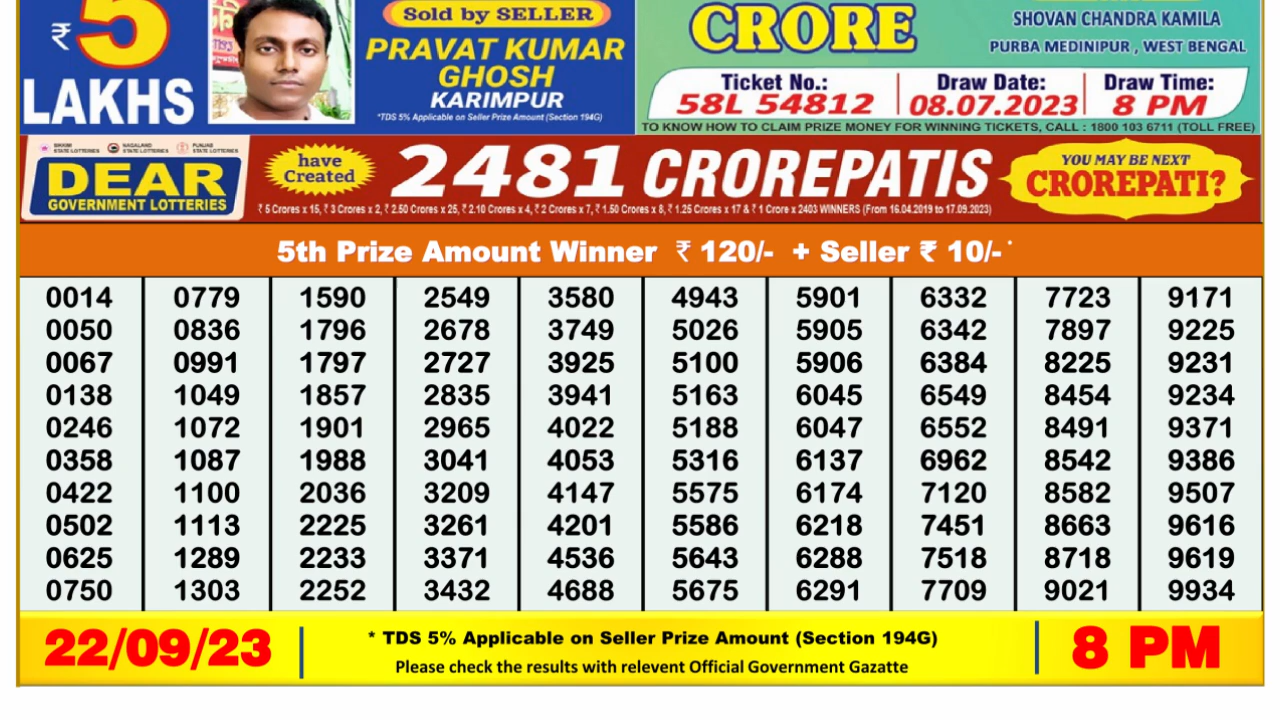 ₹5
LAKHS
Sold by SELLER
PRAVAT KUMAR
GHOSH
KARIMPUR
*TDS 5% Applicable on Seller Prize Amount (Section 194G)
CRORE
SHOVAN CHANDRA KAMILA
PURBA MEDINIPUR , WEST BENGAL
Ticket No.: Draw Date: Draw Time:
58L 54812 08.07.2023 8 PM
TO KNOW HOW TO CLAIM PRIZE MONEY FOR WINNING TICKETS, CALL : 1800 103 6711 (TOLL FREE)
SIKKIM STATE LOTTERIES NAGALAND STATE LOTTERIES PUNJAB STATE LOTTERIES
DEAR
GOVERNMENT LOTTERIES
have
Created
2481 CROREPATIS
₹ 5 Crores x 15, ₹ 3 Crores x 2, ₹ 2.50 Crores x 25, ₹ 2.10 Crores x 4, ₹ 2 Crores x 7, ₹ 1.50 Crores x 8, ₹ 1.25 Crores x 17 & ₹ 1 Crore x 2403 WINNERS (From 16.04.2019 to 17.09.2023)
YOU MAY BE NEXT
CROREPATI?
5th Prize Amount Winner ₹ 120/- + Seller ₹ 10/- *
0014 0779 1590 2549 3580 4943 5901 6332 7723 9171
0050 0836 1796 2678 3749 5026 5905 6342 7897 9225
0067 0991 1797 2727 3925 5100 5906 6384 8225 9231
0138 1049 1857 2835 3941 5163 6045 6549 8454 9234
0246 1072 1901 2965 4022 5188 6047 6552 8491 9371
0358 1087 1988 3041 4053 5316 6137 6962 8542 9386
0422 1100 2036 3209 4147 5575 6174 7120 8582 9507
0502 1113 2225 3261 4201 5586 6218 7451 8663 9616
0625 1289 2233 3371 4536 5643 6288 7518 8718 9619
0750 1303 2252 3432 4688 5675 6291 7709 9021 9934
22/09/23
* TDS 5% Applicable on Seller Prize Amount (Section 194G)
Please check the results with relevent Official Government Gazatte
8 PM